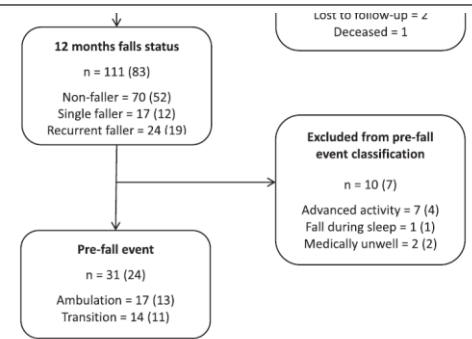 Lost to follow-up = 2
Deceased = 1
12 months falls status
n = 111 (83)
Non-faller = 70 (52)
Single faller = 17 (12)
Recurrent faller = 24 (19)
Excluded from pre-fall
event classification
n = 10 (7)
Advanced activity = 7 (4)
Fall during sleep = 1 (1)
Medically unwell = 2 (2)
Pre-fall event
n = 31 (24)
Ambulation = 17 (13)
Transition = 14 (11)